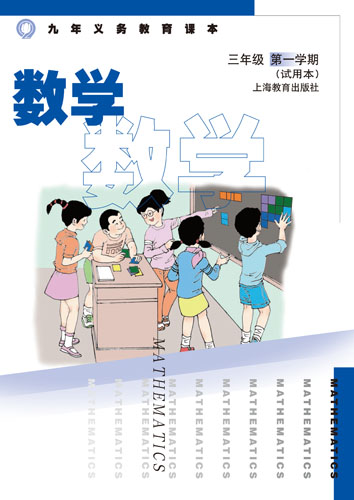 九年义务教育课本
三年级 第一学期
(试用本)
上海教育出版社
数学
数学
MATHEMATICS
MATHEMATICS
MATHEMATICS
MATHEMATICS
MATHEMATICS
MATHEMATICS
MATHEMATICS
MATHEMATICS
MATHEMATICS
MATHEMATICS
MATHEMATICS